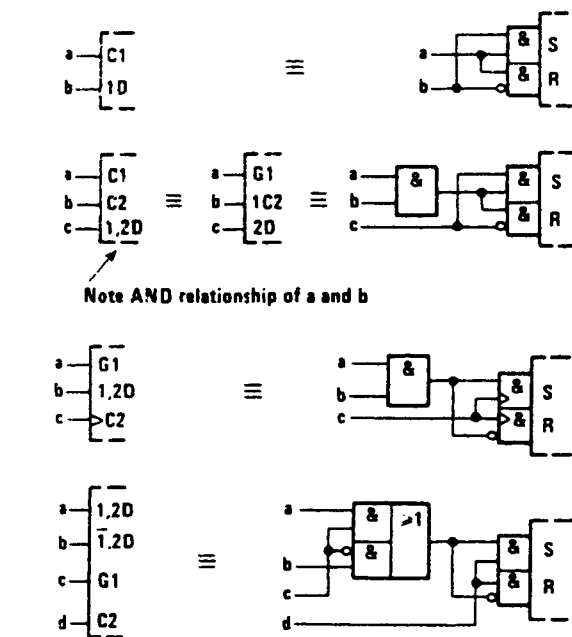 a C1 ≡ a & S
b 1D b & R
a C1 a G1 a & & S
b C2 ≡ b 1C2 ≡ b
c 1,2D c 2D c & R
Note AND relationship of a and b
a G1 a & & S
b 1,2D ≡ b
c C2 c & R
a 1,2D a & ≥1 & S
b 1̄,2D ≡ b & & R
c G1 c
d C2 d